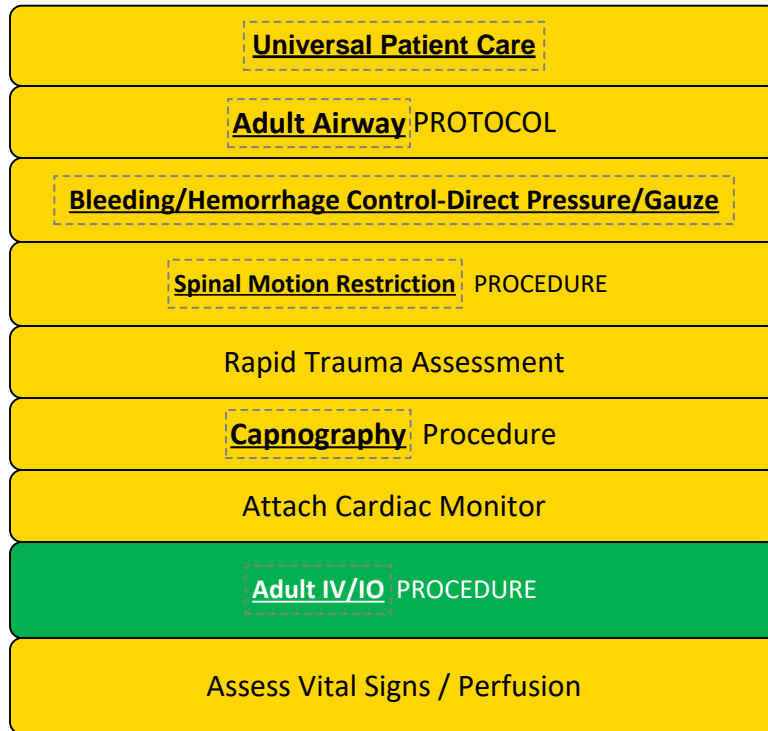 Universal Patient Care
Adult Airway PROTOCOL
Bleeding/Hemorrhage Control-Direct Pressure/Gauze
Spinal Motion Restriction PROCEDURE
Rapid Trauma Assessment
Capnography Procedure
Attach Cardiac Monitor
Adult IV/IO PROCEDURE
Assess Vital Signs / Perfusion